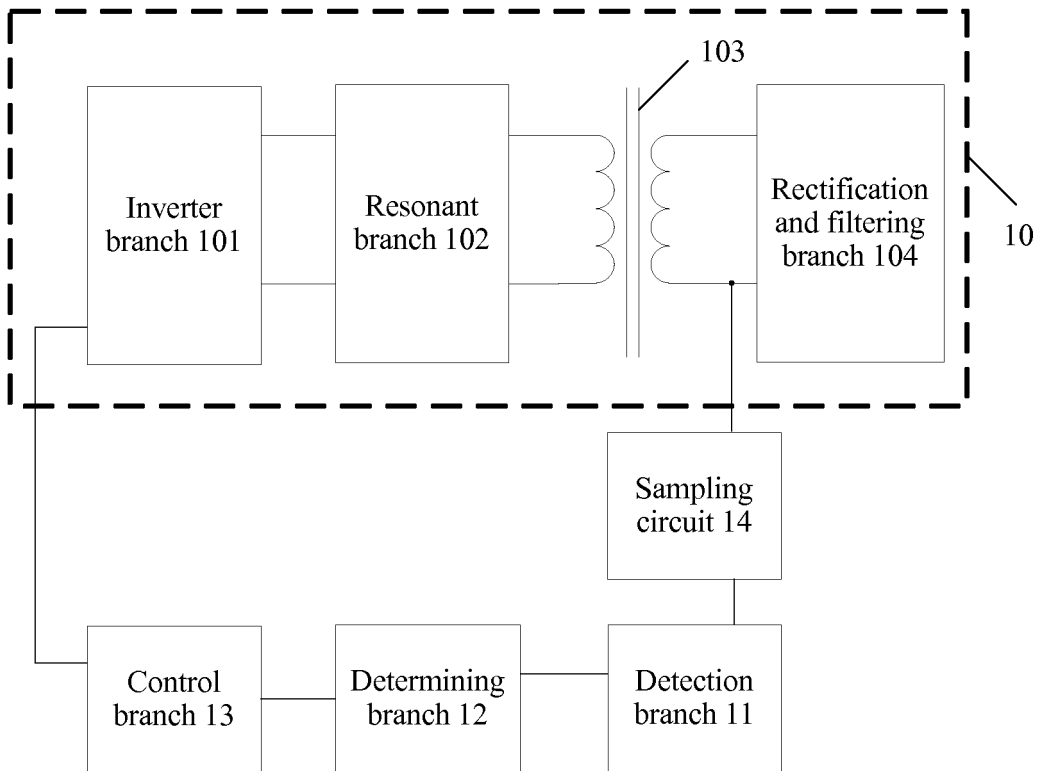 103
Inverter
branch 101
Resonant
branch 102
Rectification
and filtering
branch 104
10
Sampling
circuit 14
Control
branch 13
Determining
branch 12
Detection
branch 11